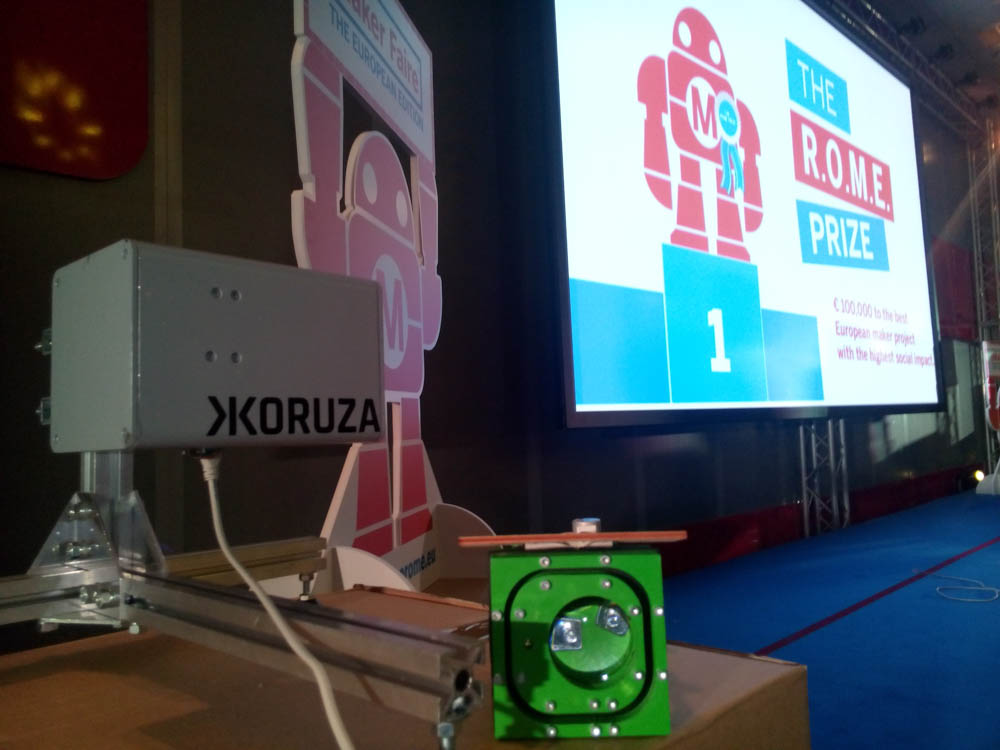 Maker Faire
THE EUROPEAN EDITION
M
KORUZA
rome.eu
M
1
THE
R.O.M.E.
PRIZE
€ 100,000 to the best
European maker project
with the highest social impact